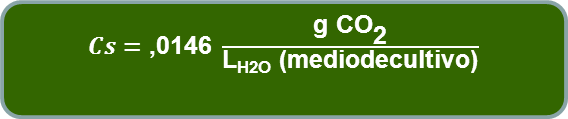 g CO2
Cs = ,0146
LH2O (mediodecultivo)